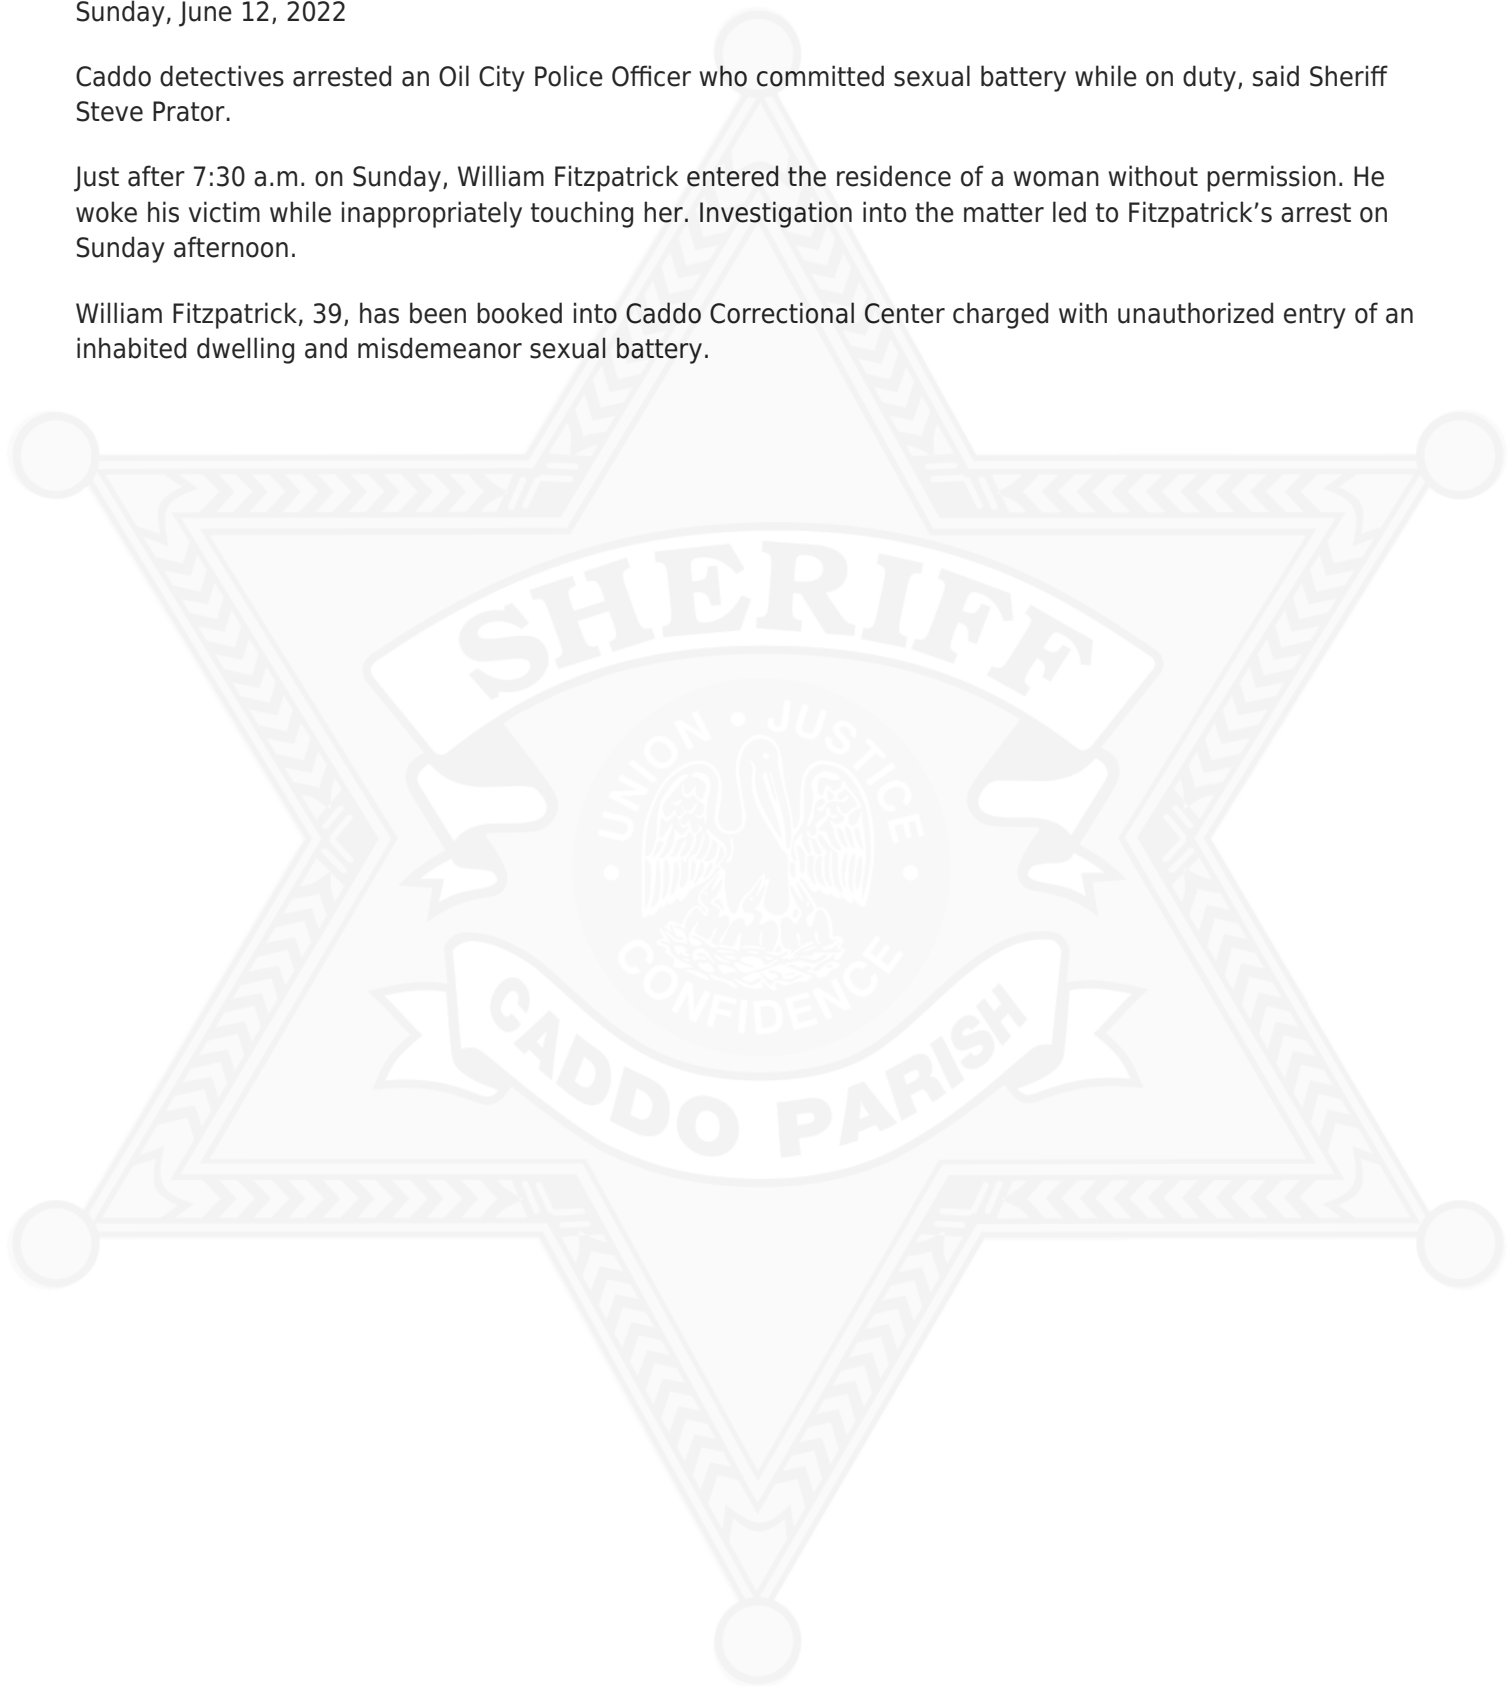 Sunday, June 12, 2022
Caddo detectives arrested an Oil City Police Officer who committed sexual battery while on duty, said Sheriff
Steve Prator.
Just after 7:30 a.m. on Sunday, William Fitzpatrick entered the residence of a woman without permission. He
woke his victim while inappropriately touching her. Investigation into the matter led to Fitzpatrick’s arrest on
Sunday afternoon.
William Fitzpatrick, 39, has been booked into Caddo Correctional Center charged with unauthorized entry of an
inhabited dwelling and misdemeanor sexual battery.
SHERIFF
UNION • JUSTICE
• CONFIDENCE •
CADDO PARISH